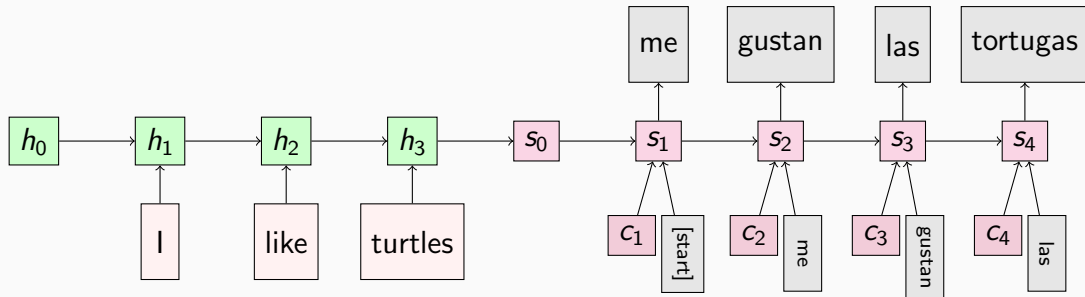 me gustan las tortugas
h₀ h₁ h₂ h₃ s₀ s₁ s₂ s₃ s₄
I like turtles
c₁ [start] c₂ me c₃ gustan c₄ las